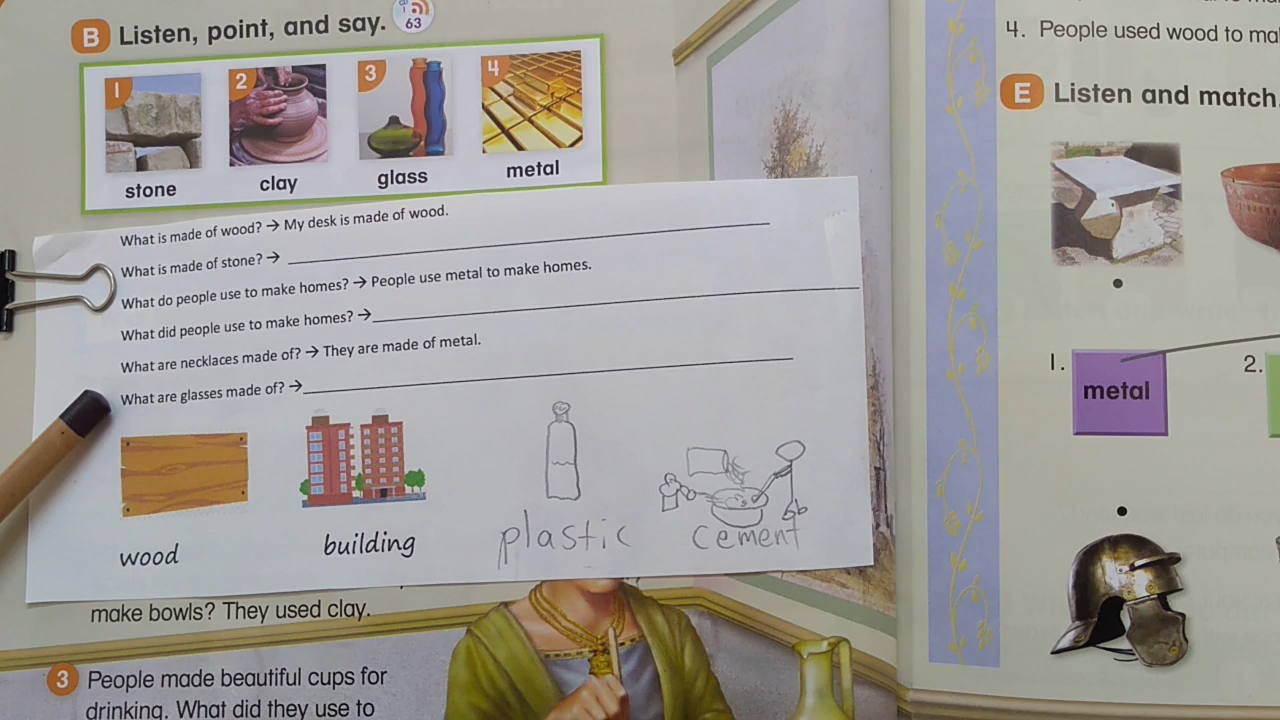 B Listen, point, and say. 63
1 2 3 4
stone clay glass metal
What is made of wood? → My desk is made of wood.
What is made of stone? →
What do people use to make homes? → People use metal to make homes.
What did people use to make homes? →
What are necklaces made of? → They are made of metal.
What are glasses made of? →
wood building plastic cement
make bowls? They used clay.
3 People made beautiful cups for
drinking. What did they use to
4. People used wood to ma
E Listen and match.
1. metal 2.